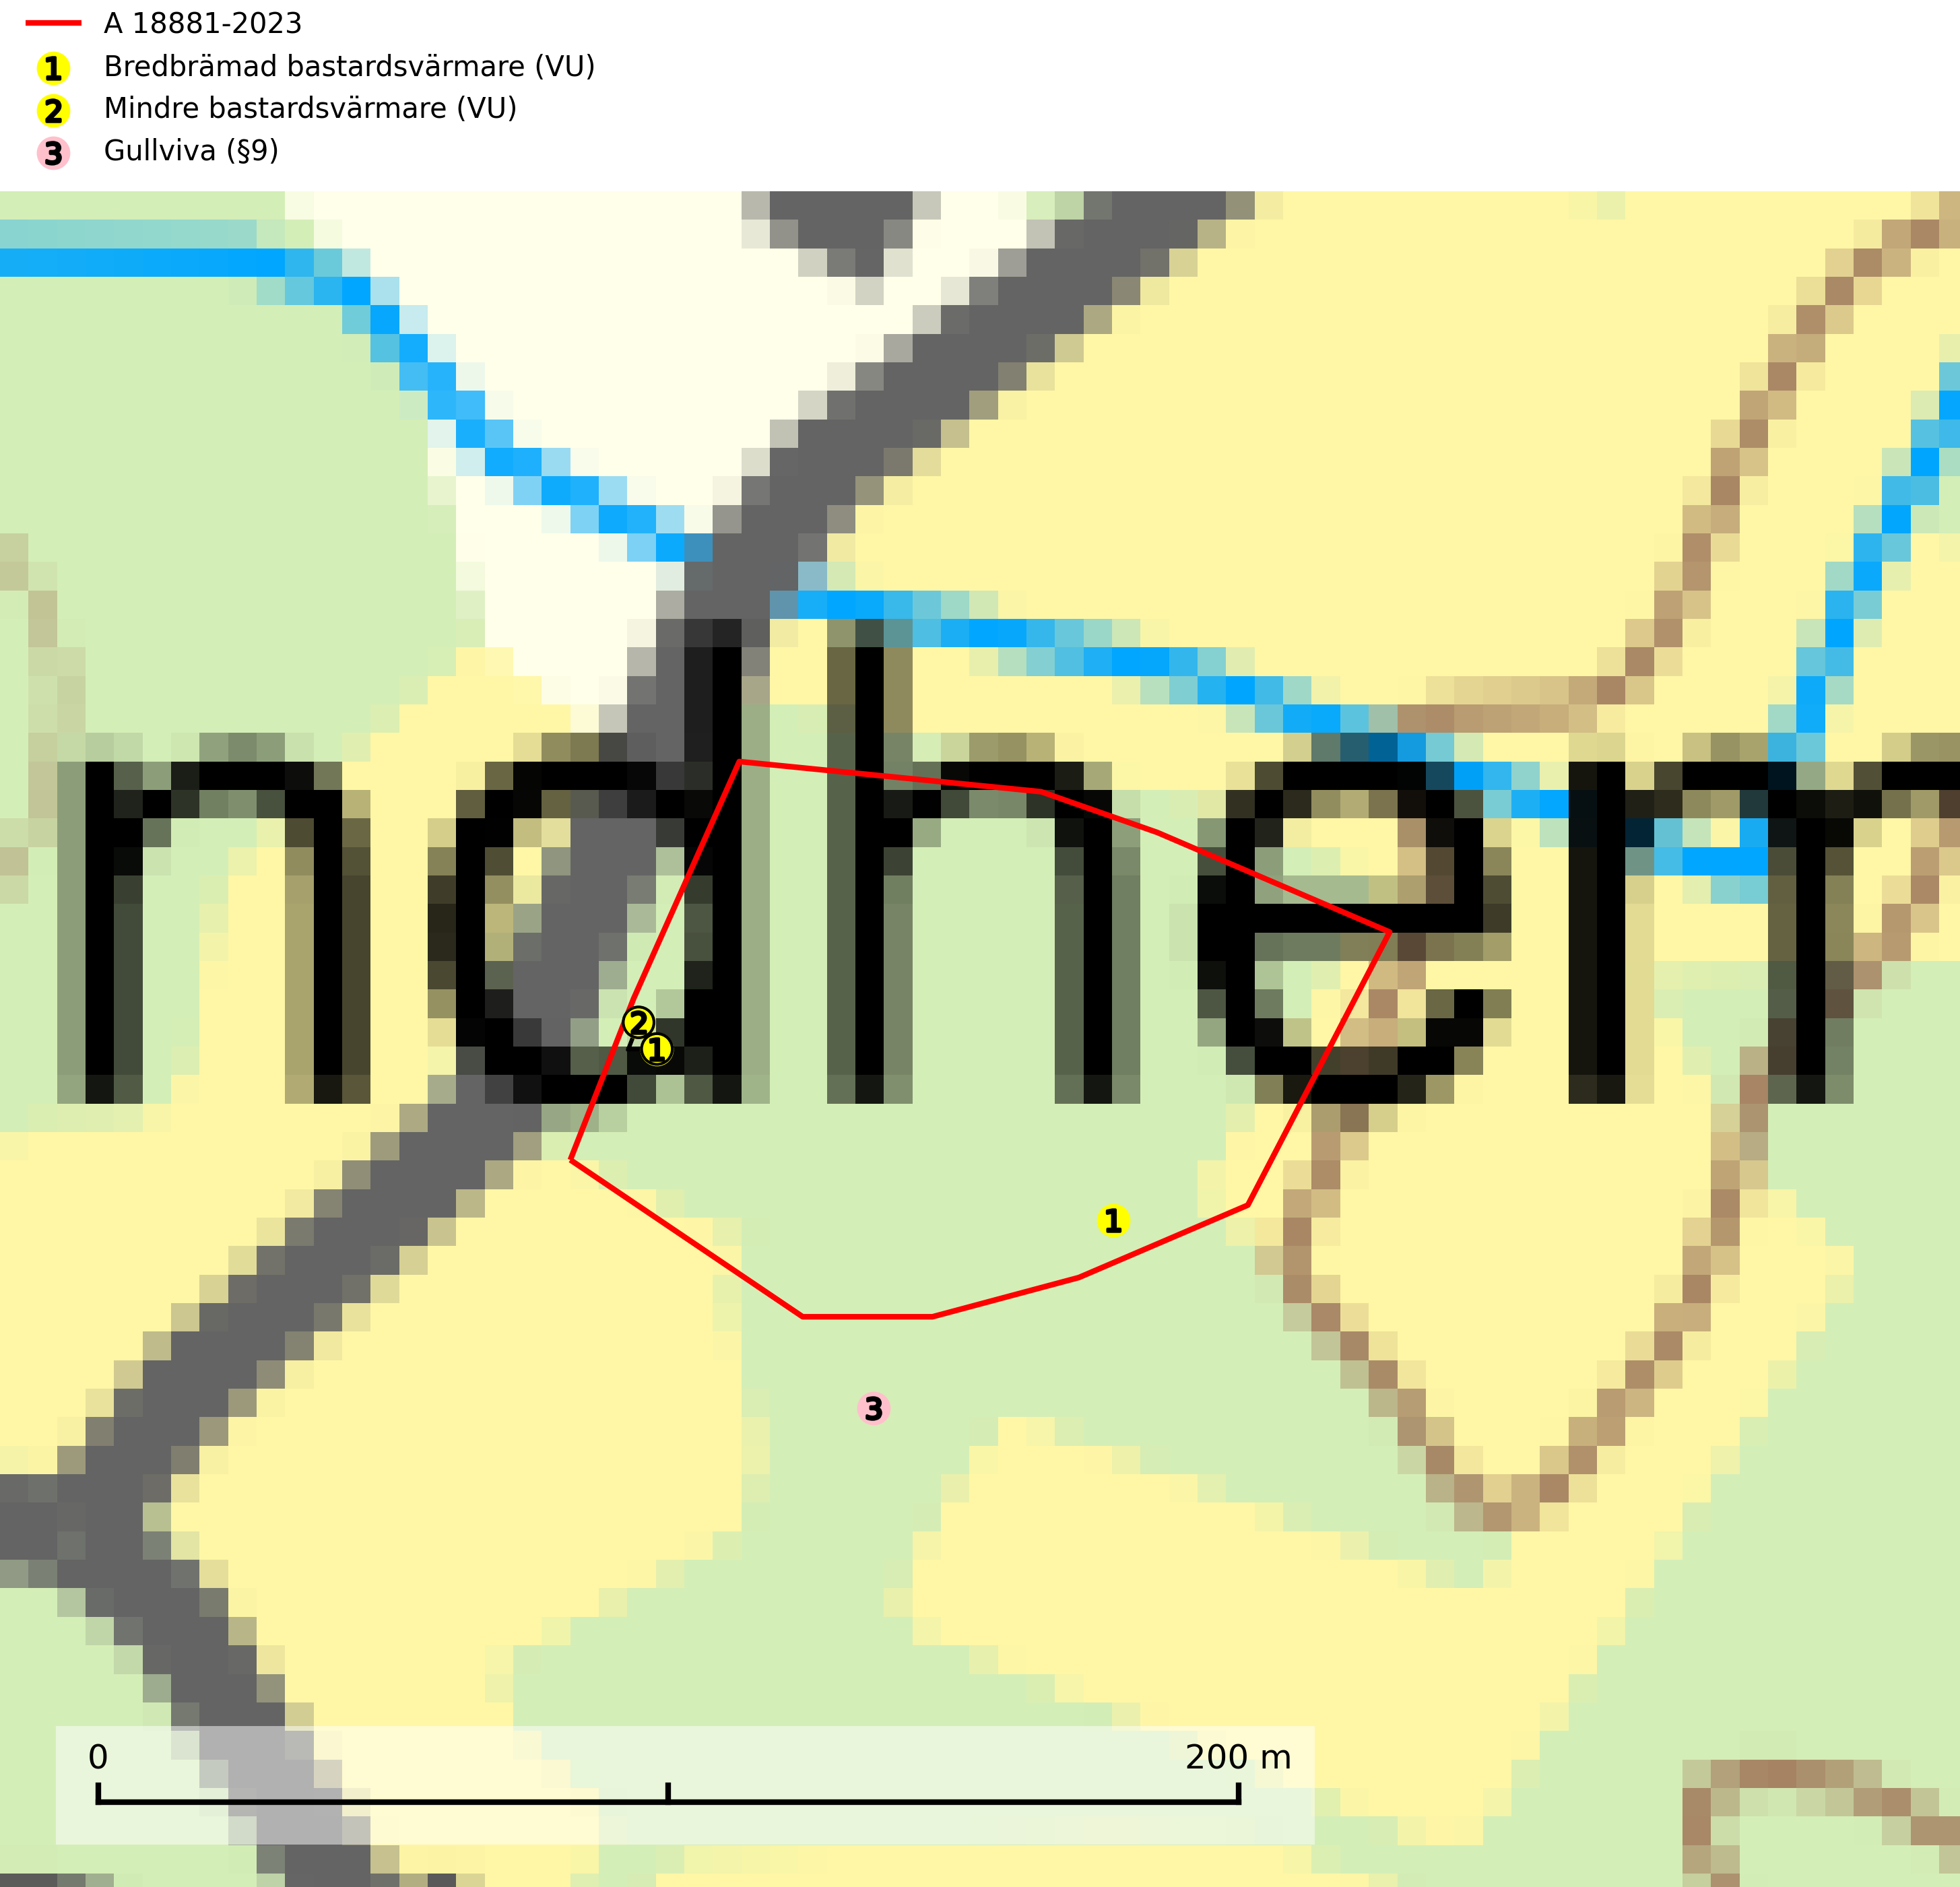 A 18881-2023
1 Bredbrämad bastardsvärmare (VU)
2 Mindre bastardsvärmare (VU)
3 Gullviva (§9)
2
1
1
3
0 200 m